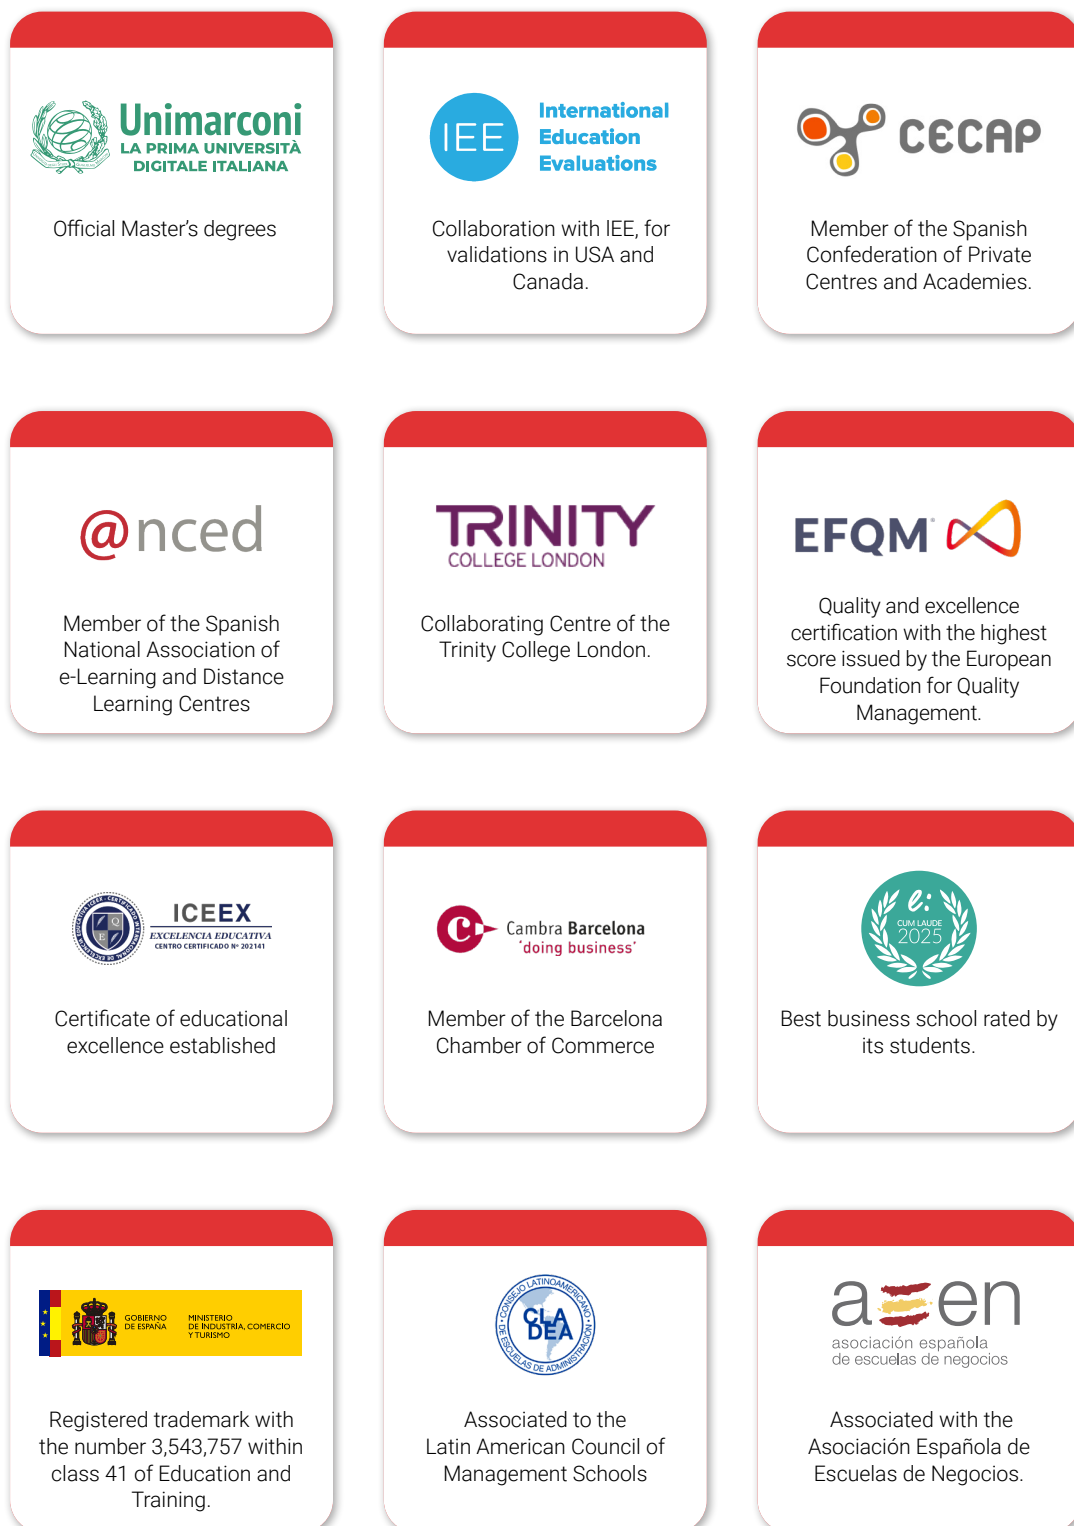 Unimarconi
LA PRIMA UNIVERSITÀ
DIGITALE ITALIANA
Official Master's degrees
IEE
International
Education
Evaluations
Collaboration with IEE, for
validations in USA and
Canada.
CECAP
Member of the Spanish
Confederation of Private
Centres and Academies.
@nced
Member of the Spanish
National Association of
e-Learning and Distance
Learning Centres
TRINITY
COLLEGE LONDON
Collaborating Centre of the
Trinity College London.
EFQM
Quality and excellence
certification with the highest
score issued by the European
Foundation for Quality
Management.
ICEEX
EXCELENCIA EDUCATIVA
CENTRO CERTIFICADO Nº 202141
Certificate of educational
excellence established
C
Cambra Barcelona
'doing business'
Member of the Barcelona
Chamber of Commerce
e:
CUM LAUDE
2025
Best business school rated by
its students.
GOBIERNO
DE ESPAÑA
MINISTERIO
DE INDUSTRIA, COMERCIO
Y TURISMO
Registered trademark with
the number 3,543,757 within
class 41 of Education and
Training.
CONSEJO LATINOAMERICANO
DE ESCUELAS DE ADMINISTRACIÓN
CLA
DEA
Associated to the
Latin American Council of
Management Schools
aeen
asociación española
de escuelas de negocios
Associated with the
Asociación Española de
Escuelas de Negocios.